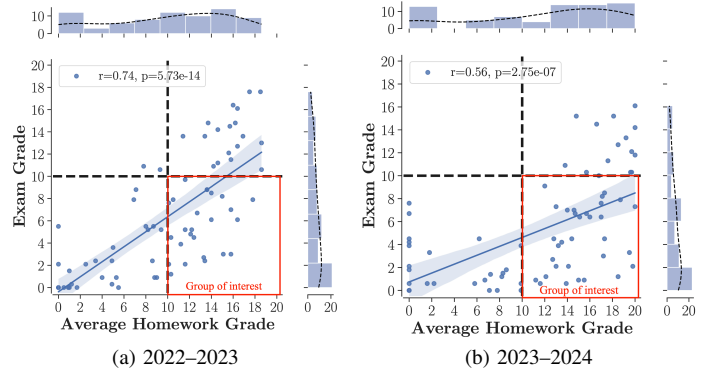 10
0
10
0
20
18
16
14
12
10
8
6
4
2
0
Exam Grade
r=0.74, p=5.73e-14
Group of interest
0 2 4 6 8 10 12 14 16 18 20
Average Homework Grade
0 20
(a) 2022–2023
20
18
16
14
12
10
8
6
4
2
0
Exam Grade
r=0.56, p=2.75e-07
Group of interest
0 2 4 6 8 10 12 14 16 18 20
Average Homework Grade
0 20
(b) 2023–2024